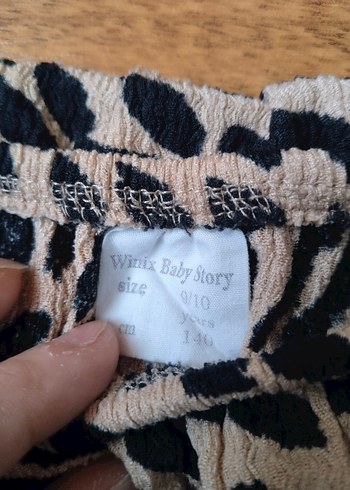 Winix Baby Story
size 9/10
years
cm 140